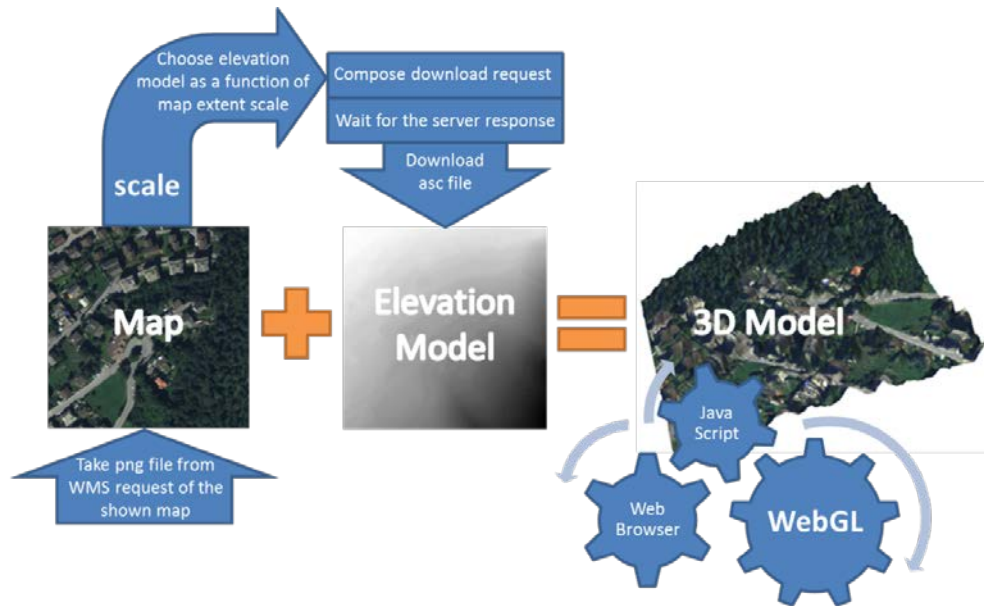 Choose elevation
model as a function of
map extent scale
scale
Compose download request
Wait for the server response
Download
asc file
Map
Elevation
Model
3D Model
Take png file from
WMS request of the
shown map
Java
Script
Web
Browser
WebGL